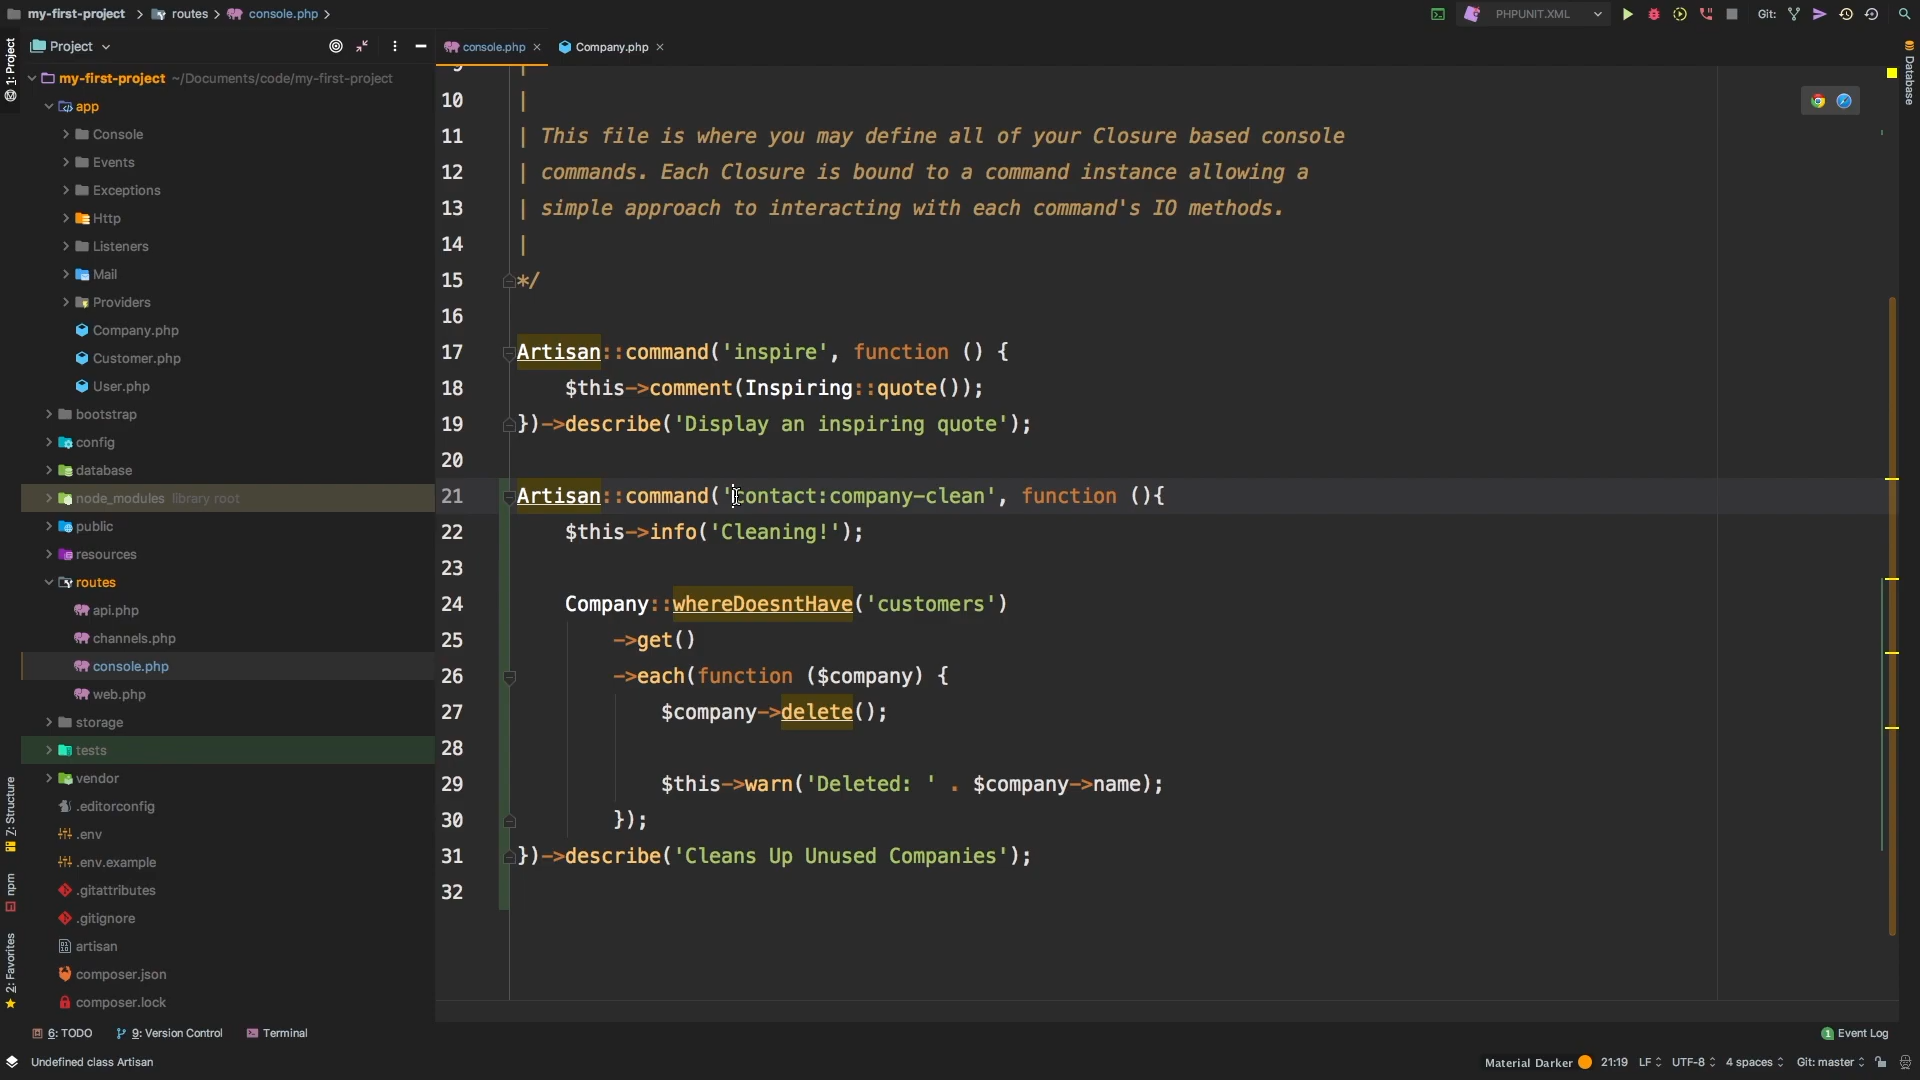 my-first-project routes console.php PHPUNIT.XML Git:
Project console.php Company.php
1: Project
Database
my-first-project ~/Documents/code/my-first-project
app
Console
Events
Exceptions
Http
Listeners
Mail
Providers
Company.php
Customer.php
User.php
bootstrap
config
database
node_modules library root
public
resources
routes
api.php
channels.php
console.php
web.php
storage
tests
vendor
.editorconfig
.env
.env.example
.gitattributes
.gitignore
artisan
composer.json
composer.lock
Z: Structure
npm
2: Favorites
9 |
10 |
11 | This file is where you may define all of your Closure based console
12 | commands. Each Closure is bound to a command instance allowing a
13 | simple approach to interacting with each command's IO methods.
14 |
15 */
16
17 Artisan::command('inspire', function () {
18 $this->comment(Inspiring::quote());
19 })->describe('Display an inspiring quote');
20
21 Artisan::command('contact:company-clean', function (){
22 $this->info('Cleaning!');
23
24 Company::whereDoesntHave('customers')
25 ->get()
26 ->each(function ($company) {
27 $company->delete();
28
29 $this->warn('Deleted: ' . $company->name);
30 });
31 })->describe('Cleans Up Unused Companies');
32
6: TODO 9: Version Control Terminal 1 Event Log
Undefined class Artisan Material Darker 21:19 LF UTF-8 4 spaces Git: master